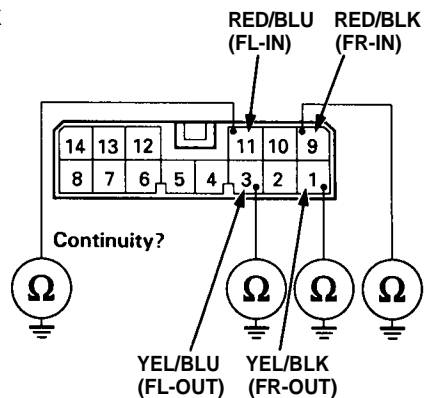 RED/BLU RED/BLK
(FL-IN) (FR-IN)
14 13 12 11 10 9
8 7 6 5 4 3 2 1
Continuity?
Ω Ω Ω Ω
YEL/BLU YEL/BLK
(FL-OUT) (FR-OUT)